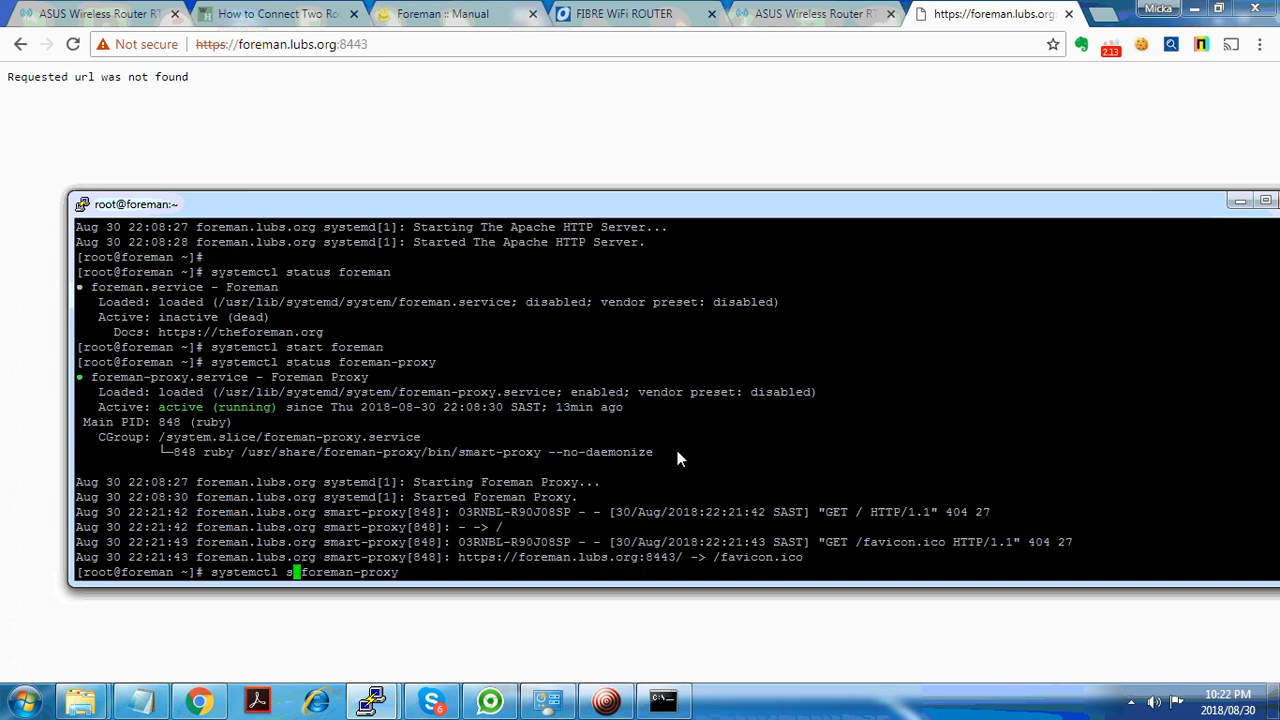 ASUS Wireless Router RT
How to Connect Two Rou
Foreman :: Manual
FIBRE WiFi ROUTER
ASUS Wireless Router RT
https://foreman.lubs.org:
Micka
Not secure
https://foreman.lubs.org:8443
2.13
Requested url was not found
root@foreman:~
Aug 30 22:08:27 foreman.lubs.org systemd[1]: Starting The Apache HTTP Server...
Aug 30 22:08:28 foreman.lubs.org systemd[1]: Started The Apache HTTP Server.
[root@foreman ~]#
[root@foreman ~]# systemctl status foreman
● foreman.service - Foreman
Loaded: loaded (/usr/lib/systemd/system/foreman.service; disabled; vendor preset: disabled)
Active: inactive (dead)
Docs: https://theforeman.org
[root@foreman ~]# systemctl start foreman
[root@foreman ~]# systemctl status foreman-proxy
● foreman-proxy.service - Foreman Proxy
Loaded: loaded (/usr/lib/systemd/system/foreman-proxy.service; enabled; vendor preset: disabled)
Active: active (running) since Thu 2018-08-30 22:08:30 SAST; 13min ago
Main PID: 848 (ruby)
CGroup: /system.slice/foreman-proxy.service
└─848 ruby /usr/share/foreman-proxy/bin/smart-proxy --no-daemonize
Aug 30 22:08:27 foreman.lubs.org systemd[1]: Starting Foreman Proxy...
Aug 30 22:08:30 foreman.lubs.org systemd[1]: Started Foreman Proxy.
Aug 30 22:21:42 foreman.lubs.org smart-proxy[848]: 03RNBL-R90J08SP - - [30/Aug/2018:22:21:42 SAST] "GET / HTTP/1.1" 404 27
Aug 30 22:21:42 foreman.lubs.org smart-proxy[848]: - -> /
Aug 30 22:21:43 foreman.lubs.org smart-proxy[848]: 03RNBL-R90J08SP - - [30/Aug/2018:22:21:43 SAST] "GET /favicon.ico HTTP/1.1" 404 27
Aug 30 22:21:43 foreman.lubs.org smart-proxy[848]: https://foreman.lubs.org:8443/ -> /favicon.ico
[root@foreman ~]# systemctl s foreman-proxy
6
10:22 PM
2018/08/30